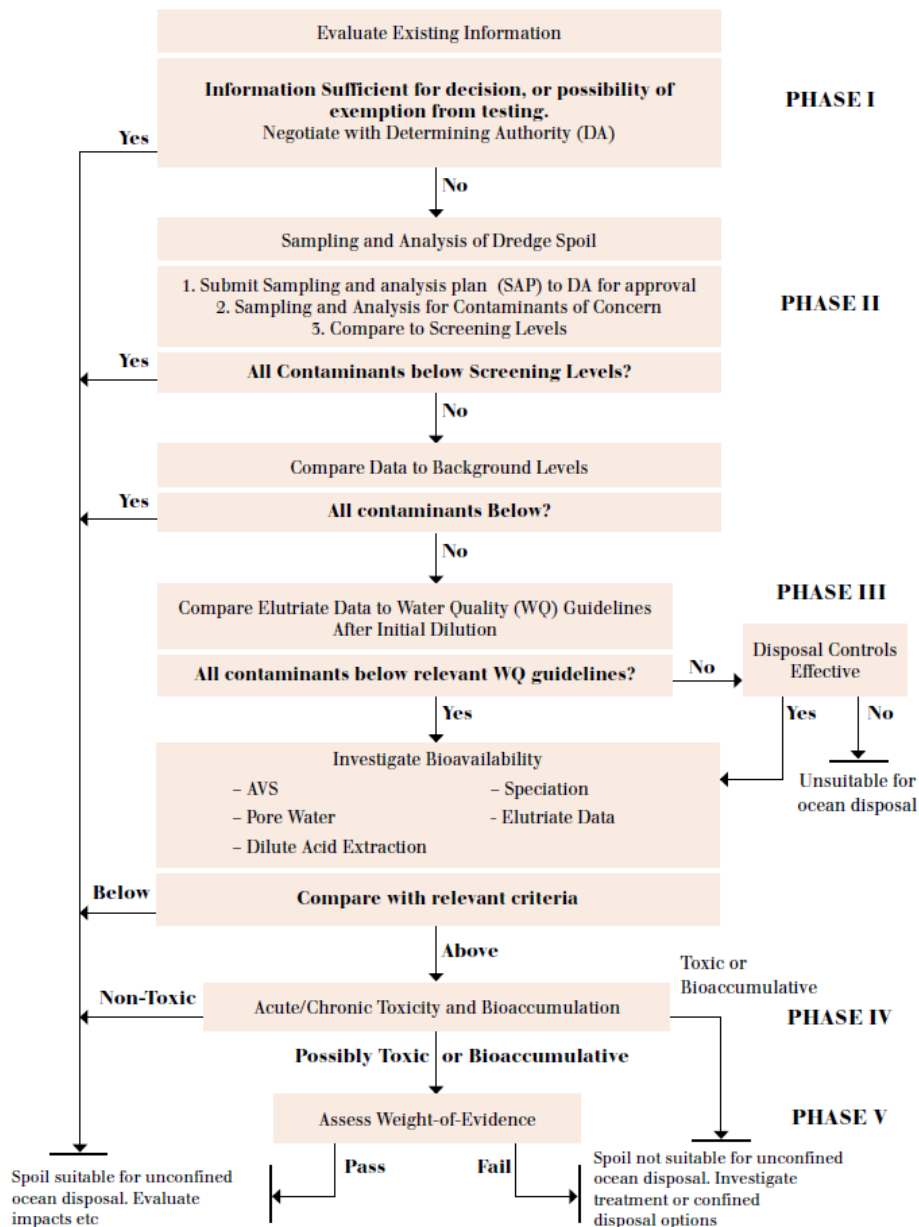 Evaluate Existing Information
Information Sufficient for decision, or possibility of
exemption from testing.
Negotiate with Determining Authority (DA)
PHASE I
Yes
No
Sampling and Analysis of Dredge Spoil
1. Submit Sampling and analysis plan (SAP) to DA for approval
2. Sampling and Analysis for Contaminants of Concern
3. Compare to Screening Levels
PHASE II
Yes
All Contaminants below Screening Levels?
No
Compare Data to Background Levels
Yes
All contaminants Below?
No
PHASE III
Compare Elutriate Data to Water Quality (WQ) Guidelines
After Initial Dilution
All contaminants below relevant WQ guidelines?
No
Disposal Controls
Effective
Yes
Yes
No
Unsuitable for
ocean disposal
Investigate Bioavailability
– AVS
– Speciation
– Pore Water
- Elutriate Data
– Dilute Acid Extraction
Below
Compare with relevant criteria
Above
Toxic or
Bioaccumulative
Non-Toxic
Acute/Chronic Toxicity and Bioaccumulation
PHASE IV
Possibly Toxic or Bioaccumulative
Assess Weight-of-Evidence
PHASE V
Pass
Fail
Spoil suitable for unconfined
ocean disposal. Evaluate
impacts etc
Spoil not suitable for unconfined
ocean disposal. Investigate
treatment or confined
disposal options